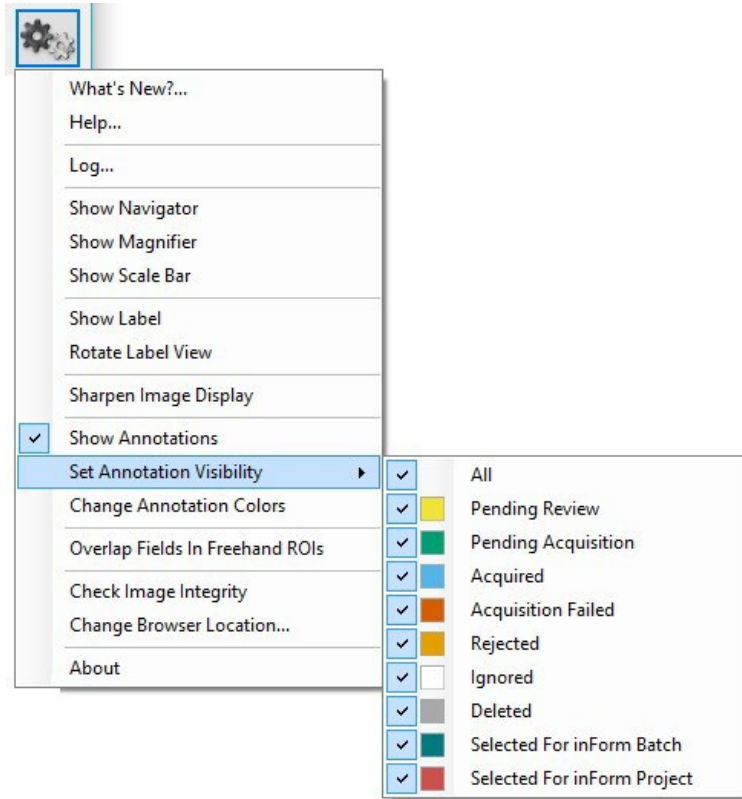 What's New?...
Help...
Log...
Show Navigator
Show Magnifier
Show Scale Bar
Show Label
Rotate Label View
Sharpen Image Display
Show Annotations
Set Annotation Visibility
Change Annotation Colors
Overlap Fields In Freehand ROIs
Check Image Integrity
Change Browser Location...
About
All
Pending Review
Pending Acquisition
Acquired
Acquisition Failed
Rejected
Ignored
Deleted
Selected For inForm Batch
Selected For inForm Project